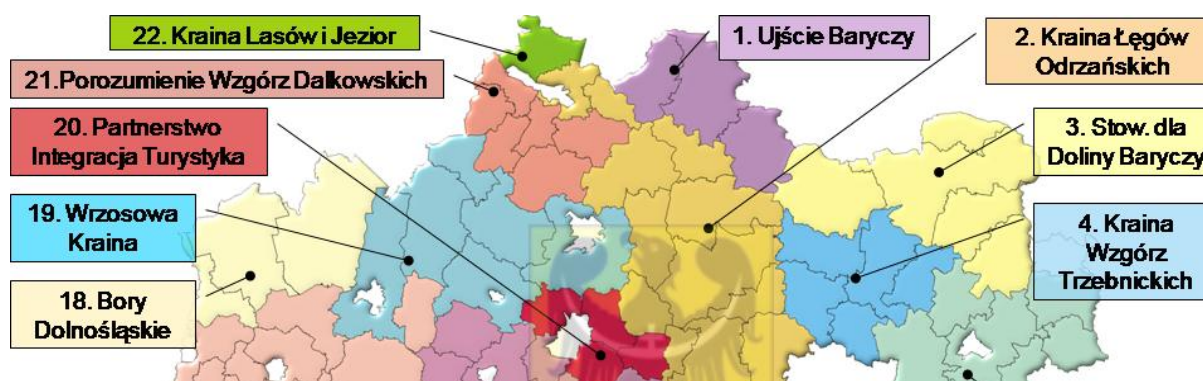 22. Kraina Lasów i Jezior
21.Porozumienie Wzgórz Dalkowskich
20. Partnerstwo
Integracja Turystyka
19. Wrzosowa
Kraina
18. Bory
Dolnośląskie
1. Ujście Baryczy
2. Kraina Łęgów
Odrzańskich
3. Stow. dla
Doliny Baryczy
4. Kraina
Wzgórz
Trzebnickich